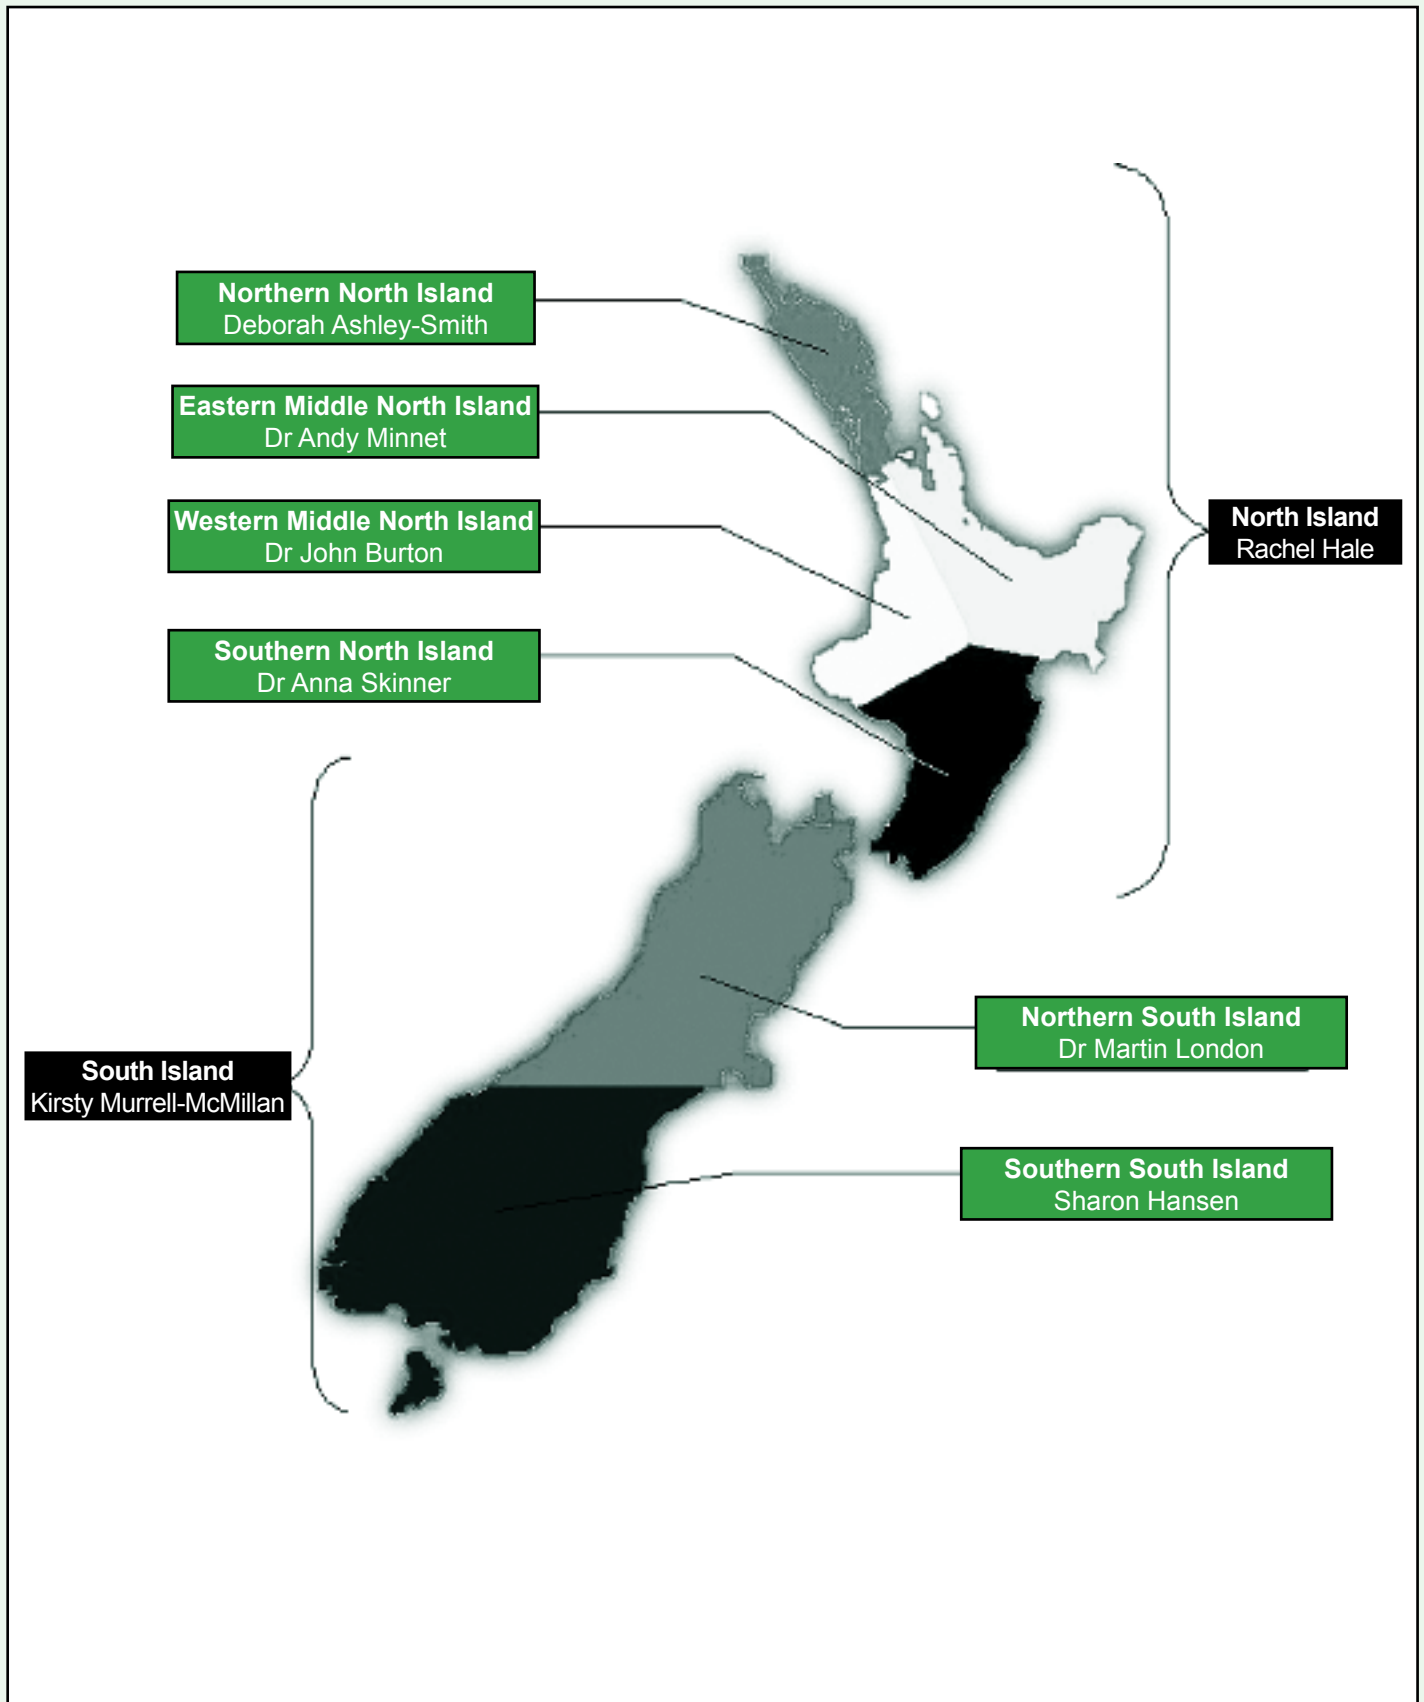 Northern North Island
Deborah Ashley-Smith
Eastern Middle North Island
Dr Andy Minnet
Western Middle North Island
Dr John Burton
North Island
Rachel Hale
Southern North Island
Dr Anna Skinner
Northern South Island
Dr Martin London
South Island
Kirsty Murrell-McMillan
Southern South Island
Sharon Hansen